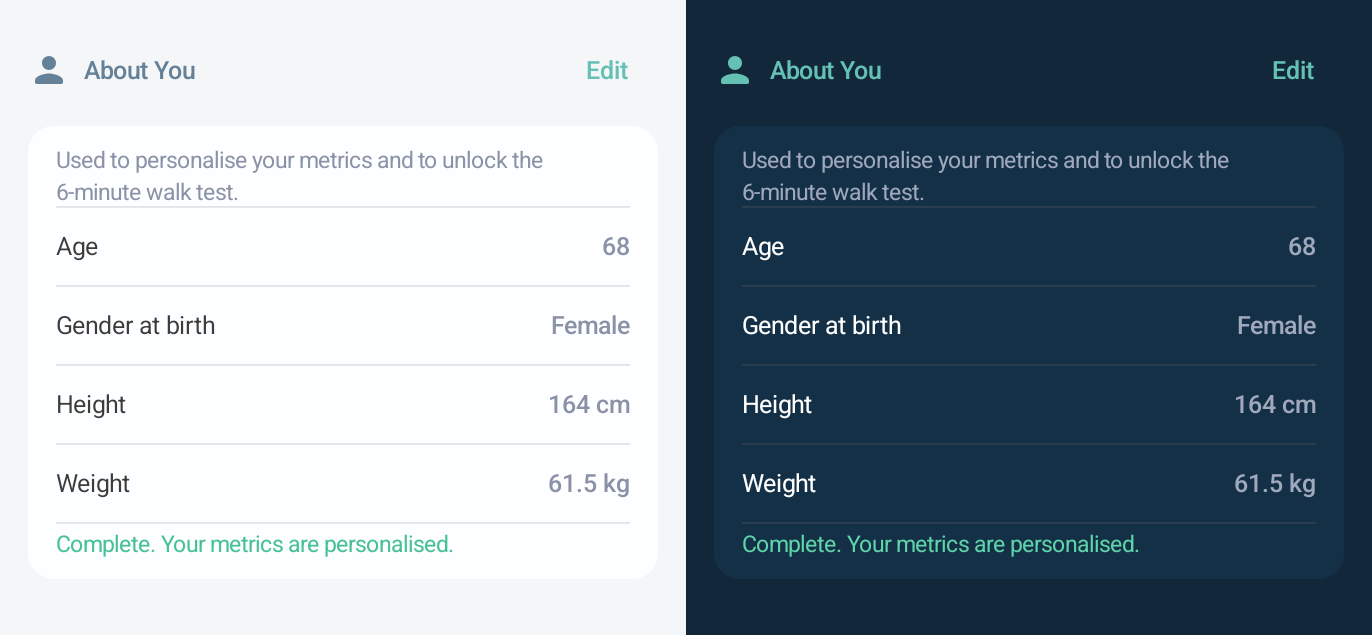 About You
Edit
Used to personalise your metrics and to unlock the
6-minute walk test.
Age
68
Gender at birth
Female
Height
164 cm
Weight
61.5 kg
Complete. Your metrics are personalised.
About You
Edit
Used to personalise your metrics and to unlock the
6-minute walk test.
Age
68
Gender at birth
Female
Height
164 cm
Weight
61.5 kg
Complete. Your metrics are personalised.